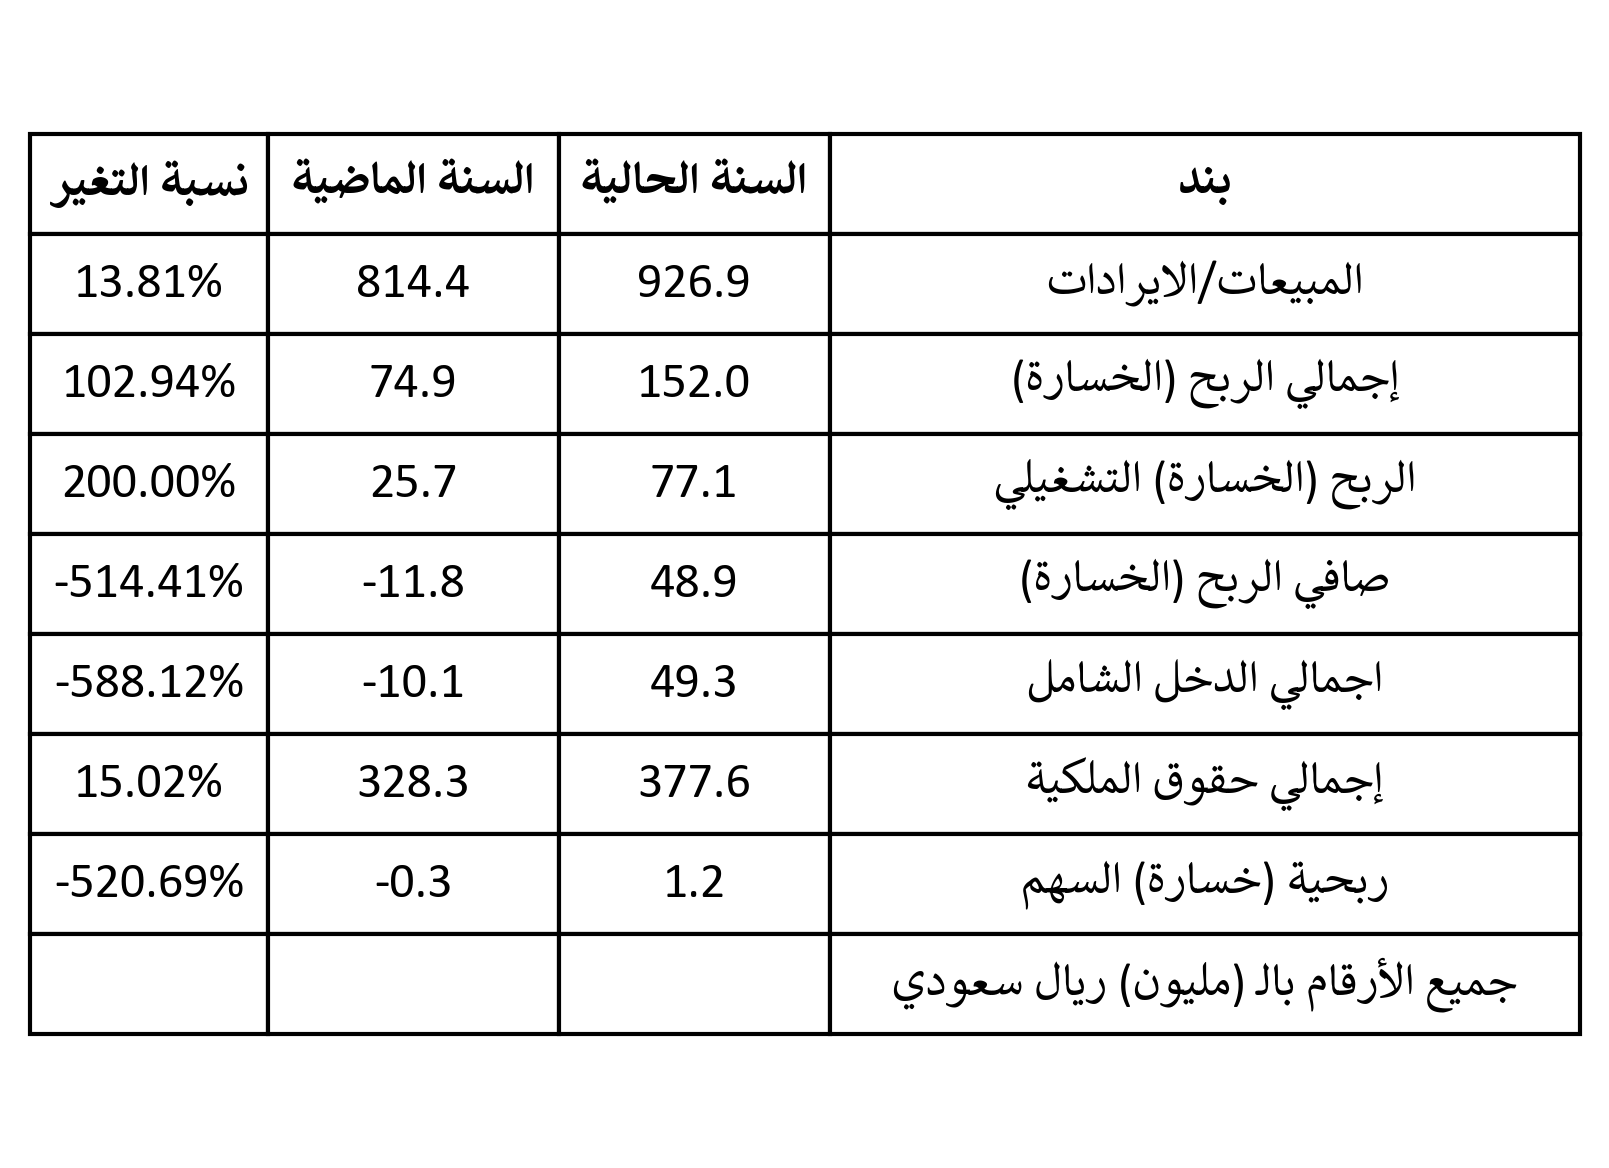 بند السنة الحالية السنة الماضية نسبة التغير
المبيعات/الايرادات 926.9 814.4 13.81%
إجمالي الربح (الخسارة) 152.0 74.9 102.94%
الربح (الخسارة) التشغيلي 77.1 25.7 200.00%
صافي الربح (الخسارة) 48.9 -11.8 -514.41%
اجمالي الدخل الشامل 49.3 -10.1 -588.12%
إجمالي حقوق الملكية 377.6 328.3 15.02%
ربحية (خسارة) السهم 1.2 -0.3 -520.69%
جميع الأرقام بالـ (مليون) ريال سعودي